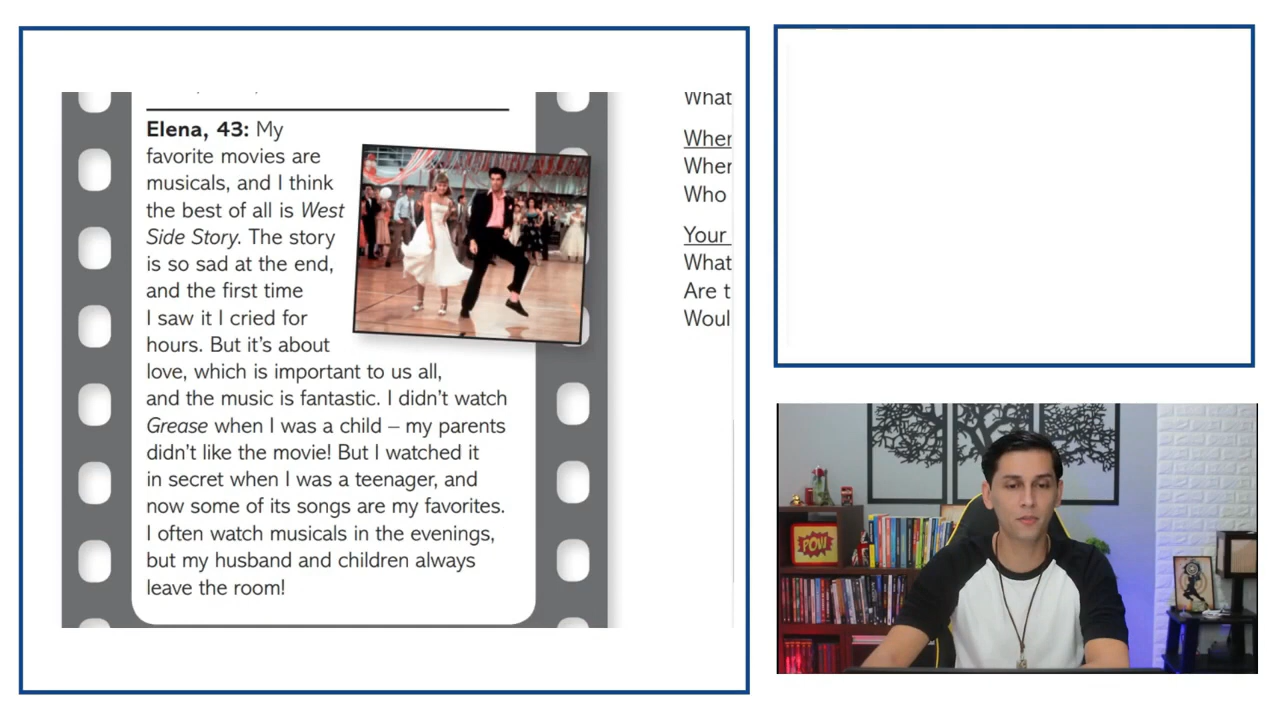 Elena, 43: My
favorite movies are
musicals, and I think
the best of all is West
Side Story. The story
is so sad at the end,
and the first time
I saw it I cried for
hours. But it's about
love, which is important to us all,
and the music is fantastic. I didn't watch
Grease when I was a child – my parents
didn't like the movie! But I watched it
in secret when I was a teenager, and
now some of its songs are my favorites.
I often watch musicals in the evenings,
but my husband and children always
leave the room!
What
Wher
Wher
Who
Your
What
Are t
Woul
POW